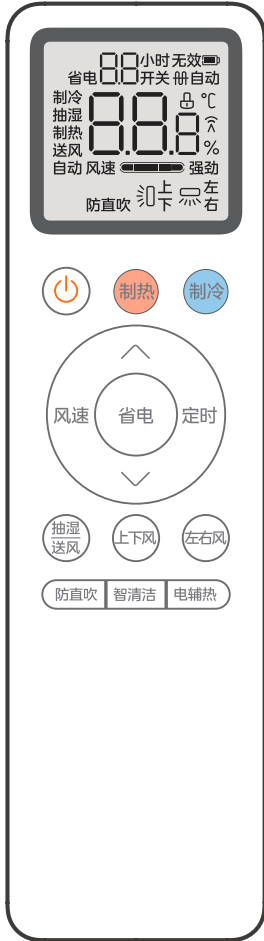 88 小时 无效
省电 开关 自动
制冷 88.8 ℃
抽湿
制热
送风 %
自动 风速 强劲
防直吹 上下 左右
制热 制冷
风速 省电 定时
抽湿
送风 上下风 左右风
防直吹 智清洁 电辅热